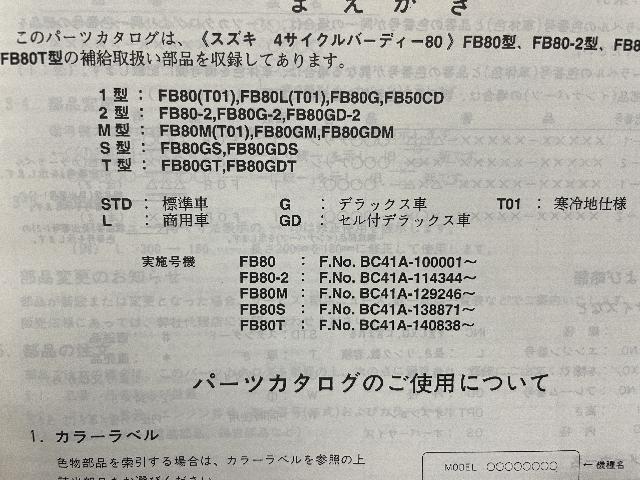 まえがき
このパーツカタログは、《スズキ 4サイクルバーディー80》FB80型、FB80-2型、FB8
FB80T型の補給取扱い部品を収録してあります。
1型：FB80(T01),FB80L(T01),FB80G,FB50CD
2型：FB80-2,FB80G-2,FB80GD-2
M型：FB80M(T01),FB80GM,FB80GDM
S型：FB80GS,FB80GDS
T型：FB80GT,FB80GDT
STD：標準車 G：デラックス車 T01：寒冷地仕様
L：商用車 GD：セル付デラックス車
実施号機 FB80：F.No. BC41A-100001～
FB80-2：F.No. BC41A-114344～
FB80M：F.No. BC41A-129246～
FB80S：F.No. BC41A-138871～
FB80T：F.No. BC41A-140838～
パーツカタログのご使用について
1. カラーラベル
色物部品を索引する場合は、カラーラベルを参照の上
MODEL ○○○○○○○○ ←機種名